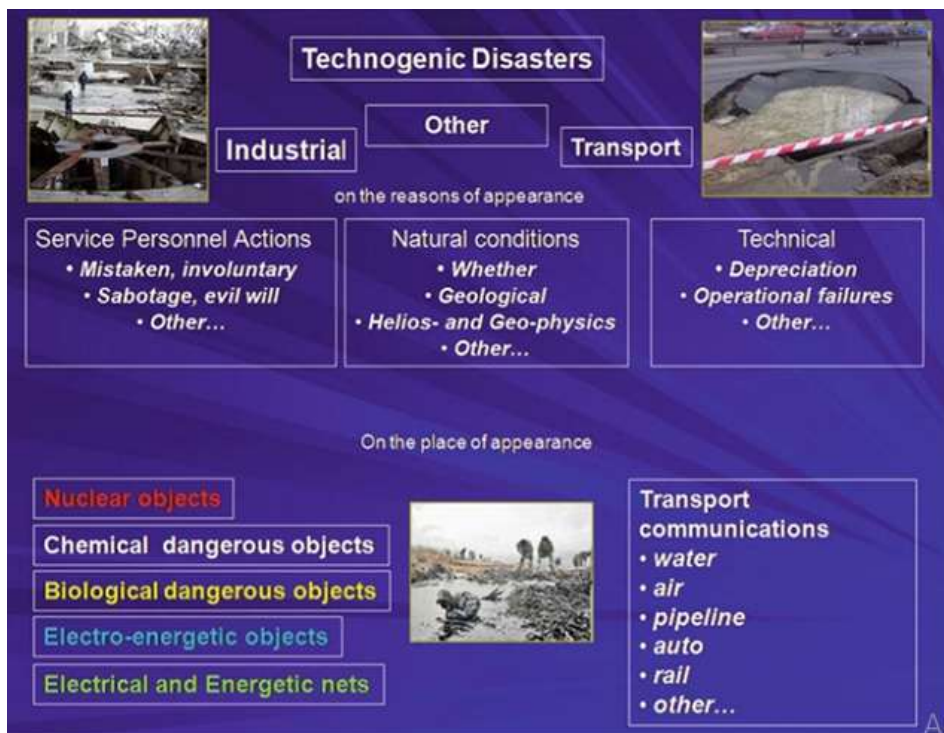 Technogenic Disasters
Other
Industrial
Transport
on the reasons of appearance
Service Personnel Actions
• Mistaken, involuntary
• Sabotage, evil will
• Other…
Natural conditions
• Whether
• Geological
• Helios- and Geo-physics
• Other…
Technical
• Depreciation
• Operational failures
• Other…
On the place of appearance
Nuclear objects
Chemical dangerous objects
Biological dangerous objects
Electro-energetic objects
Electrical and Energetic nets
Transport
communications
• water
• air
• pipeline
• auto
• rail
• other…
A